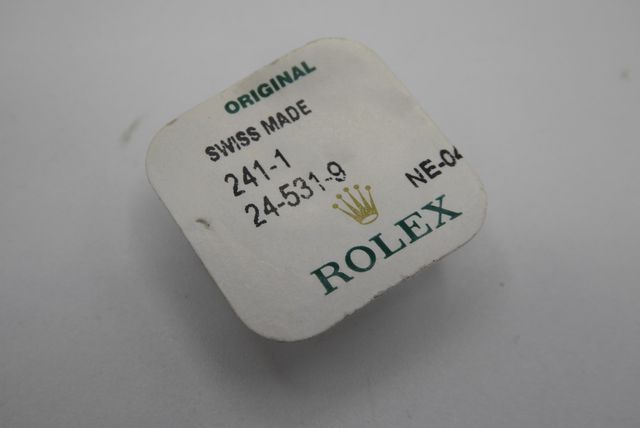 ORIGINAL
SWISS MADE
241-1
24-531-9
NE-04
ROLEX